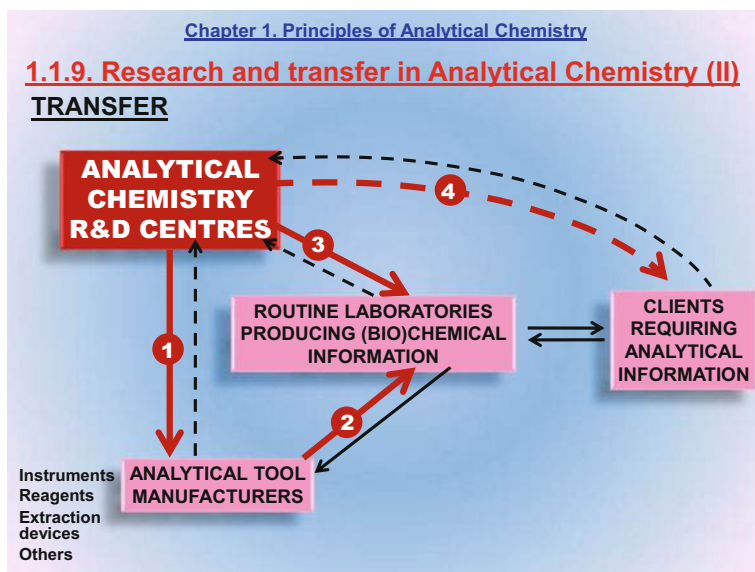 Chapter 1. Principles of Analytical Chemistry
1.1.9. Research and transfer in Analytical Chemistry (II)
TRANSFER
ANALYTICAL
CHEMISTRY
R&D CENTRES
4
3
ROUTINE LABORATORIES
PRODUCING (BIO)CHEMICAL
INFORMATION
CLIENTS
REQUIRING
ANALYTICAL
INFORMATION
1
2
Instruments
Reagents
Extraction
devices
Others
ANALYTICAL TOOL
MANUFACTURERS